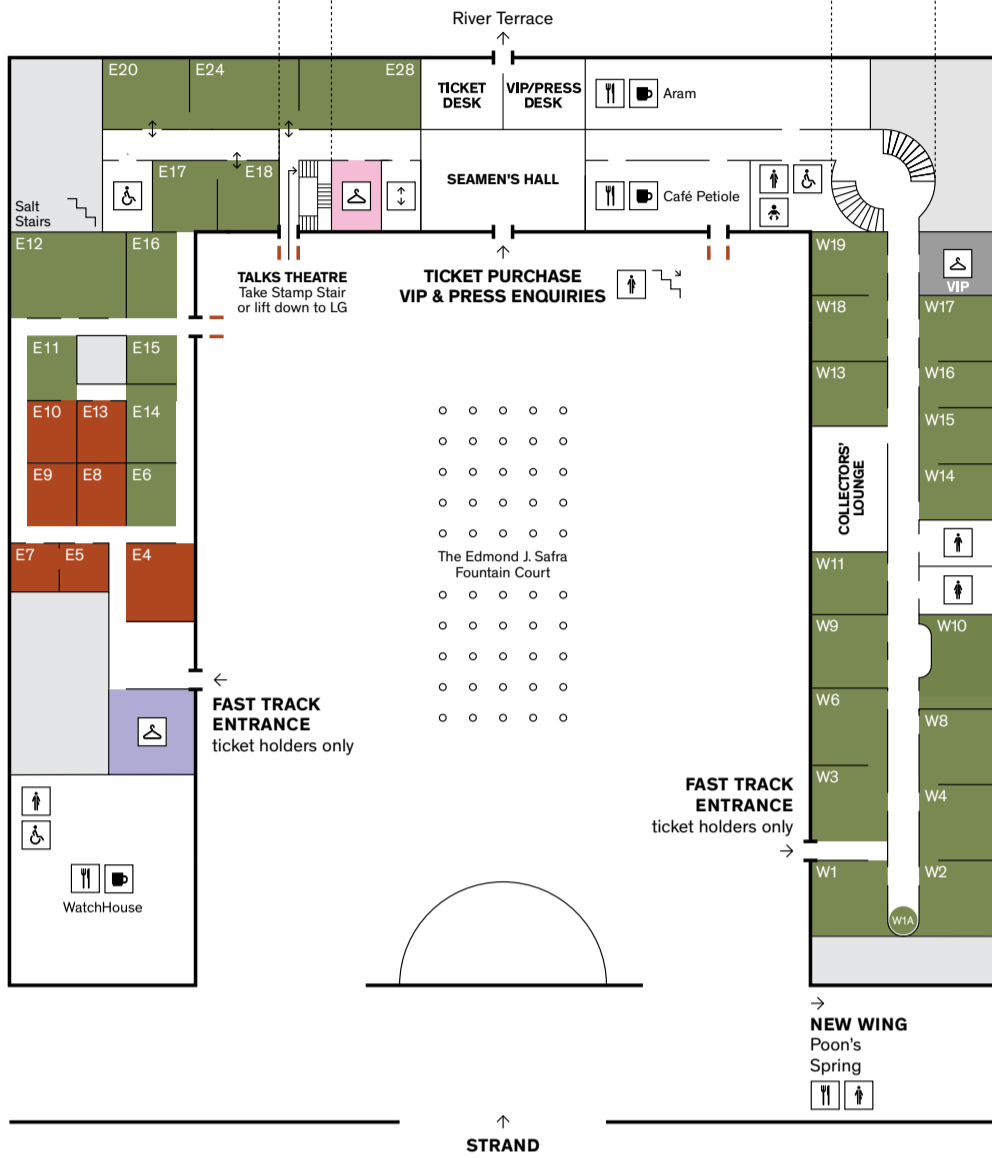 River Terrace
E20
E24
E28
TICKET
DESK
VIP/PRESS
DESK
Aram
E17
E18
SEAMEN'S HALL
Café Petiole
Salt
Stairs
E12
E16
TALKS THEATRE
Take Stamp Stair
or lift down to LG
TICKET PURCHASE
VIP & PRESS ENQUIRIES
W19
VIP
W18
W17
E11
E15
W13
W16
E10
E13
E14
W15
E9
E8
E6
W14
COLLECTORS'
LOUNGE
E7
E5
E4
The Edmond J. Safra
Fountain Court
W11
W9
W10
FAST TRACK
ENTRANCE
ticket holders only
W6
W8
W3
W4
FAST TRACK
ENTRANCE
ticket holders only
W1
W2
W1A
WatchHouse
NEW WING
Poon's
Spring
STRAND